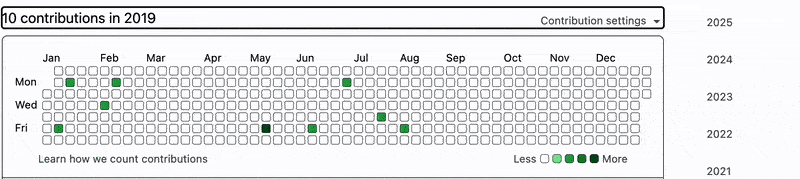 10 contributions in 2019
Contribution settings
2025
Jan Feb Mar Apr May Jun Jul Aug Sep Oct Nov Dec
2024
Mon
2023
Wed
Fri
2022
Learn how we count contributions
Less More
2021